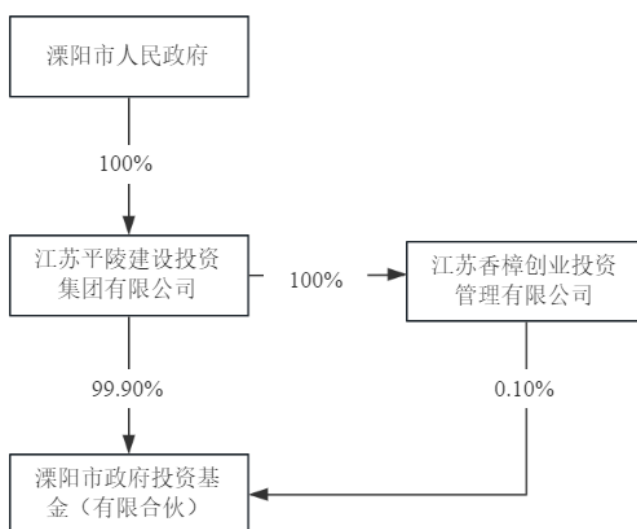 溧阳市人民政府
100%
江苏平陵建设投资
集团有限公司
100%
江苏香樟创业投资
管理有限公司
99.90%
0.10%
溧阳市政府投资基
金（有限合伙）